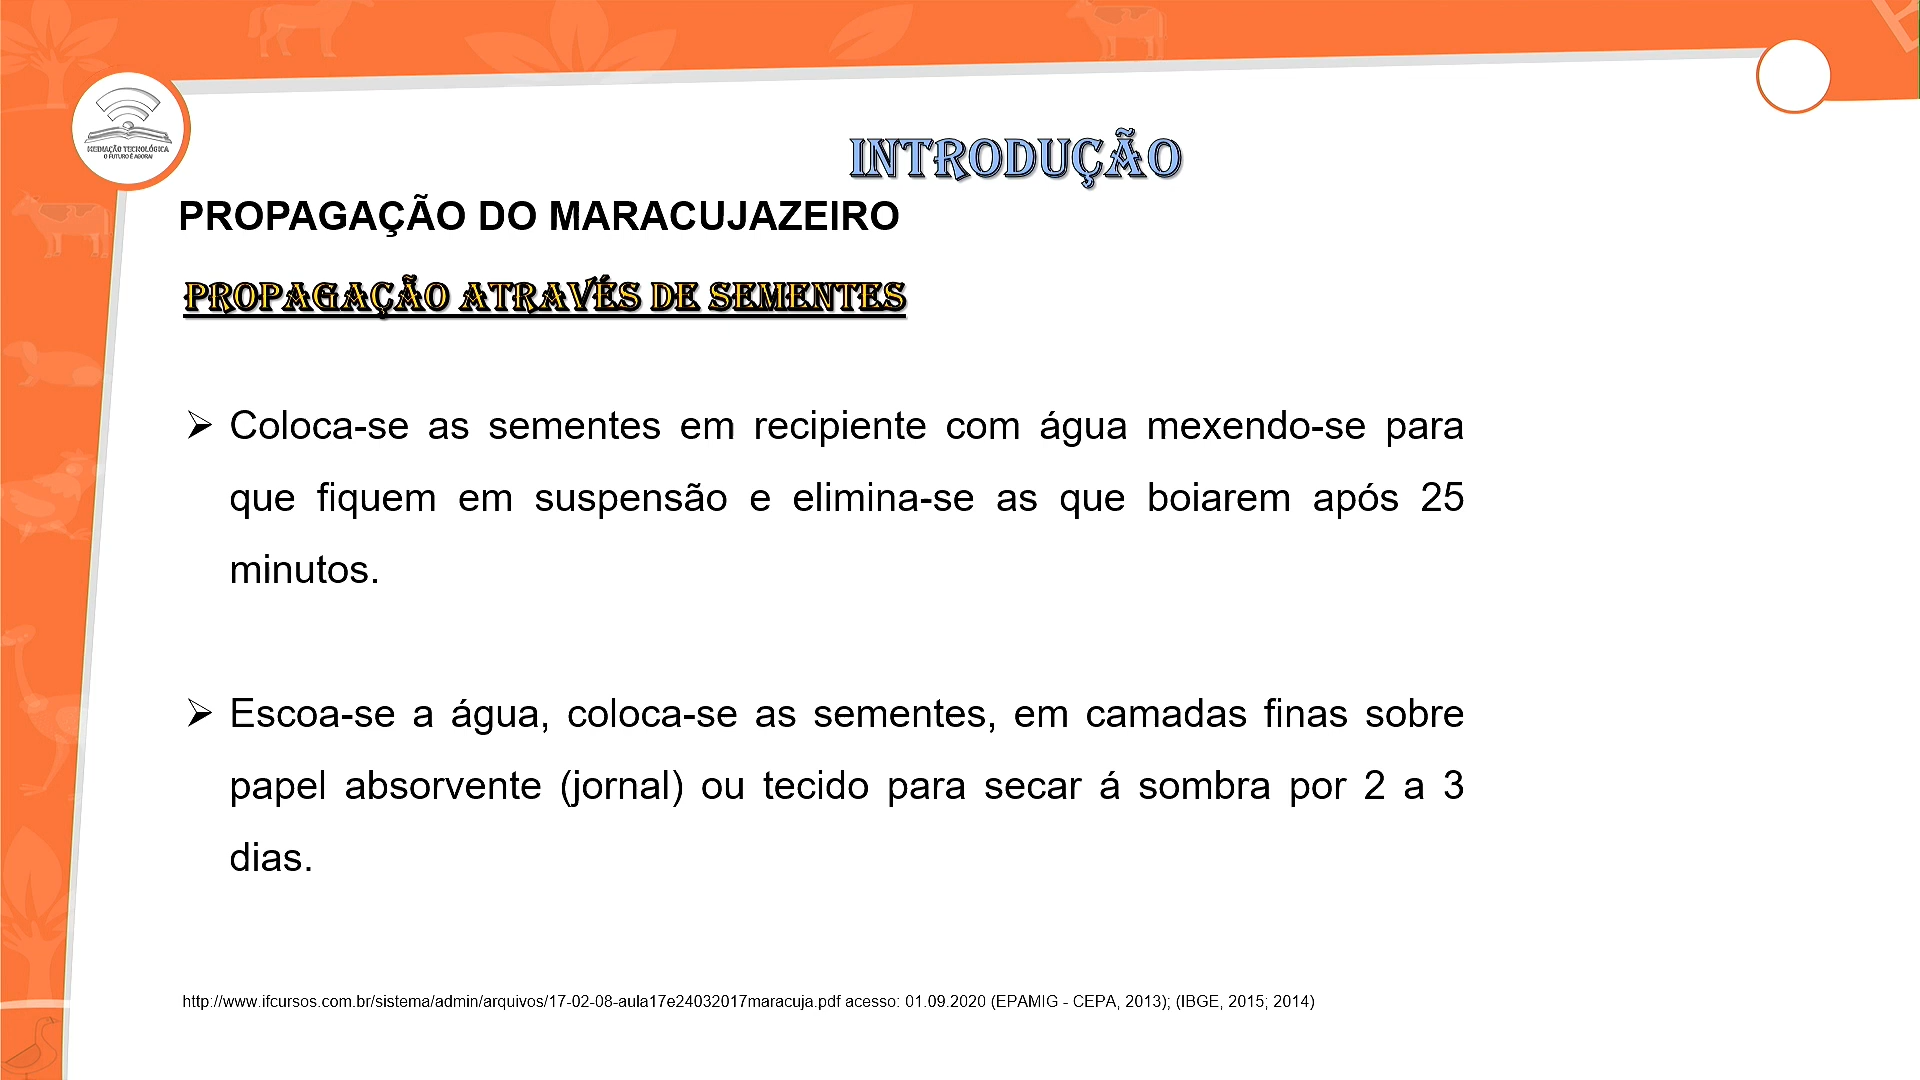 MEDIAÇÃO TECNOLÓGICA
O FUTURO É AGORA!
INTRODUÇÃO
PROPAGAÇÃO DO MARACUJAZEIRO
PROPAGAÇÃO ATRAVÉS DE SEMENTES
➢ Coloca-se as sementes em recipiente com água mexendo-se para
que fiquem em suspensão e elimina-se as que boiarem após 25
minutos.
➢ Escoa-se a água, coloca-se as sementes, em camadas finas sobre
papel absorvente (jornal) ou tecido para secar á sombra por 2 a 3
dias.
http://www.ifcursos.com.br/sistema/admin/arquivos/17-02-08-aula17e24032017maracuja.pdf acesso: 01.09.2020 (EPAMIG - CEPA, 2013); (IBGE, 2015; 2014)